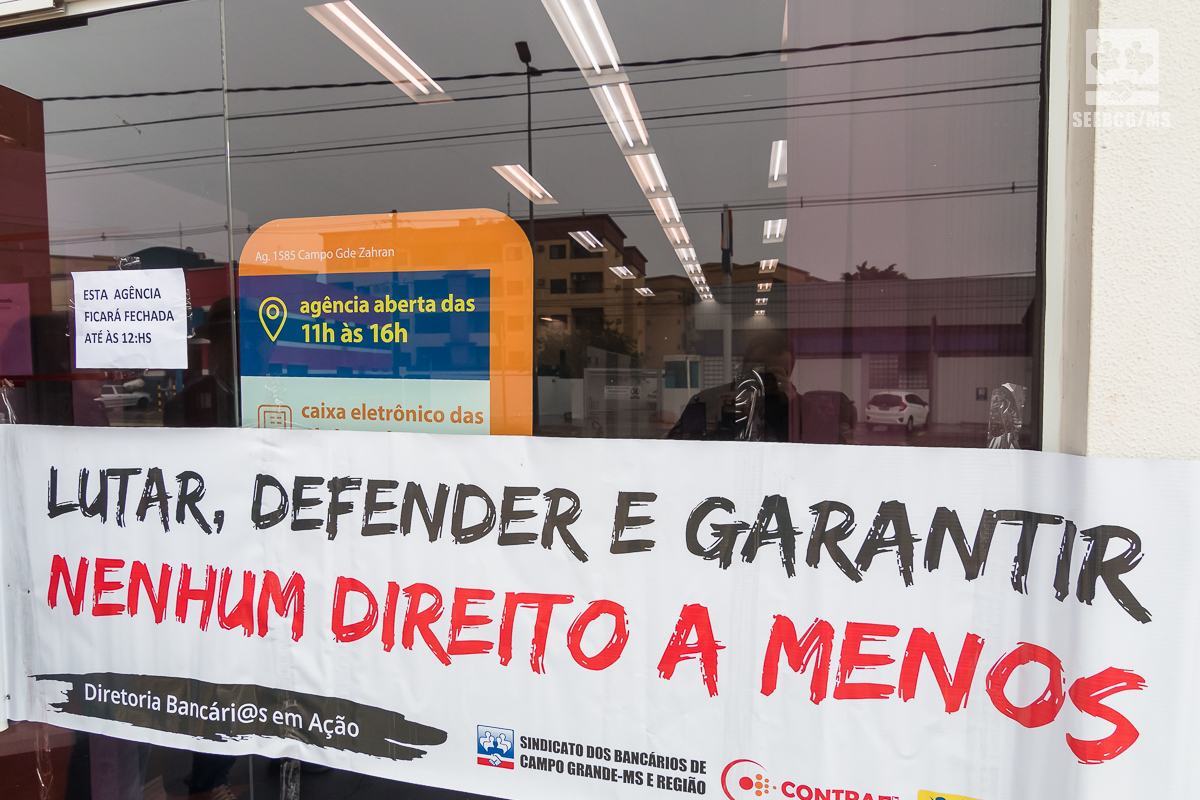 SEEBCG/MS
Ag. 1585 Campo Gde Zahran
agência aberta das
11h às 16h
caixa eletrônico das
ESTA AGÊNCIA
FICARÁ FECHADA
ATÉ ÀS 12:HS
LUTAR, DEFENDER E GARANTIR
NENHUM DIREITO A MENOS
Diretoria Bancári@s em Ação
SINDICATO DOS BANCÁRIOS DE
CAMPO GRANDE-MS E REGIÃO